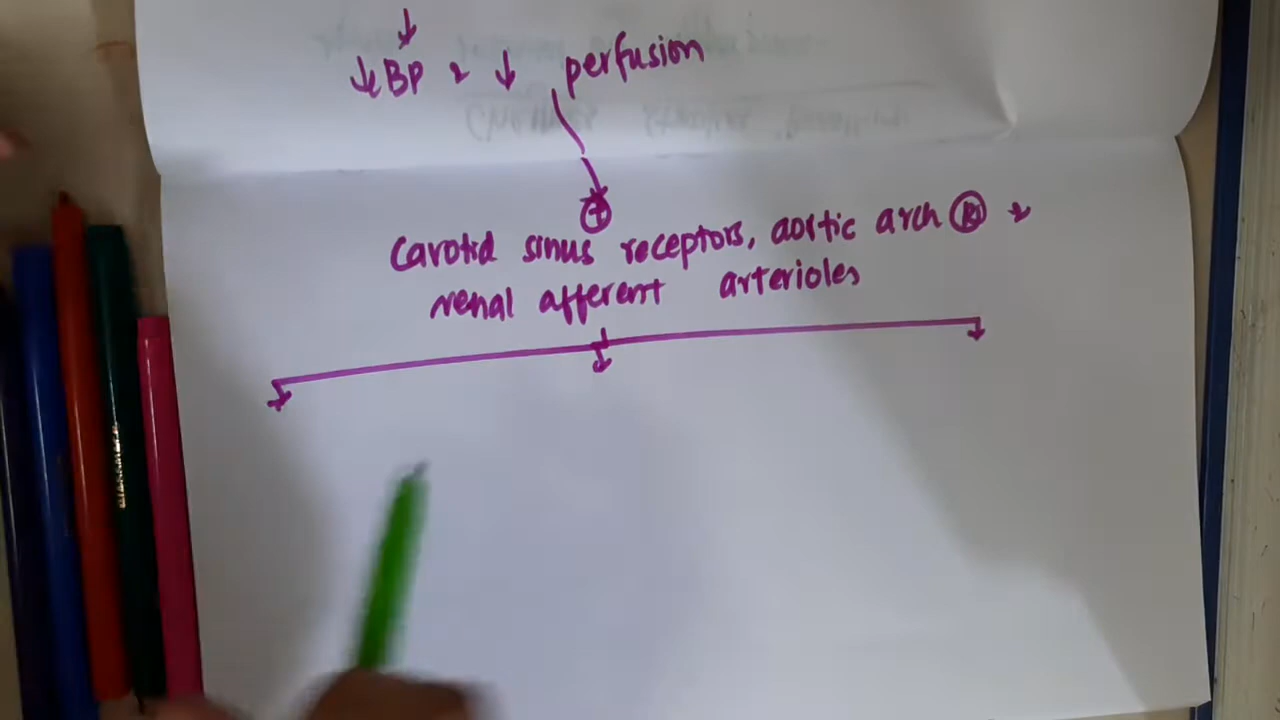 ↓
↓BP & ↓ perfusion
⊕
Carotid sinus receptors, aortic arch Ⓡ &
renal afferent arterioles